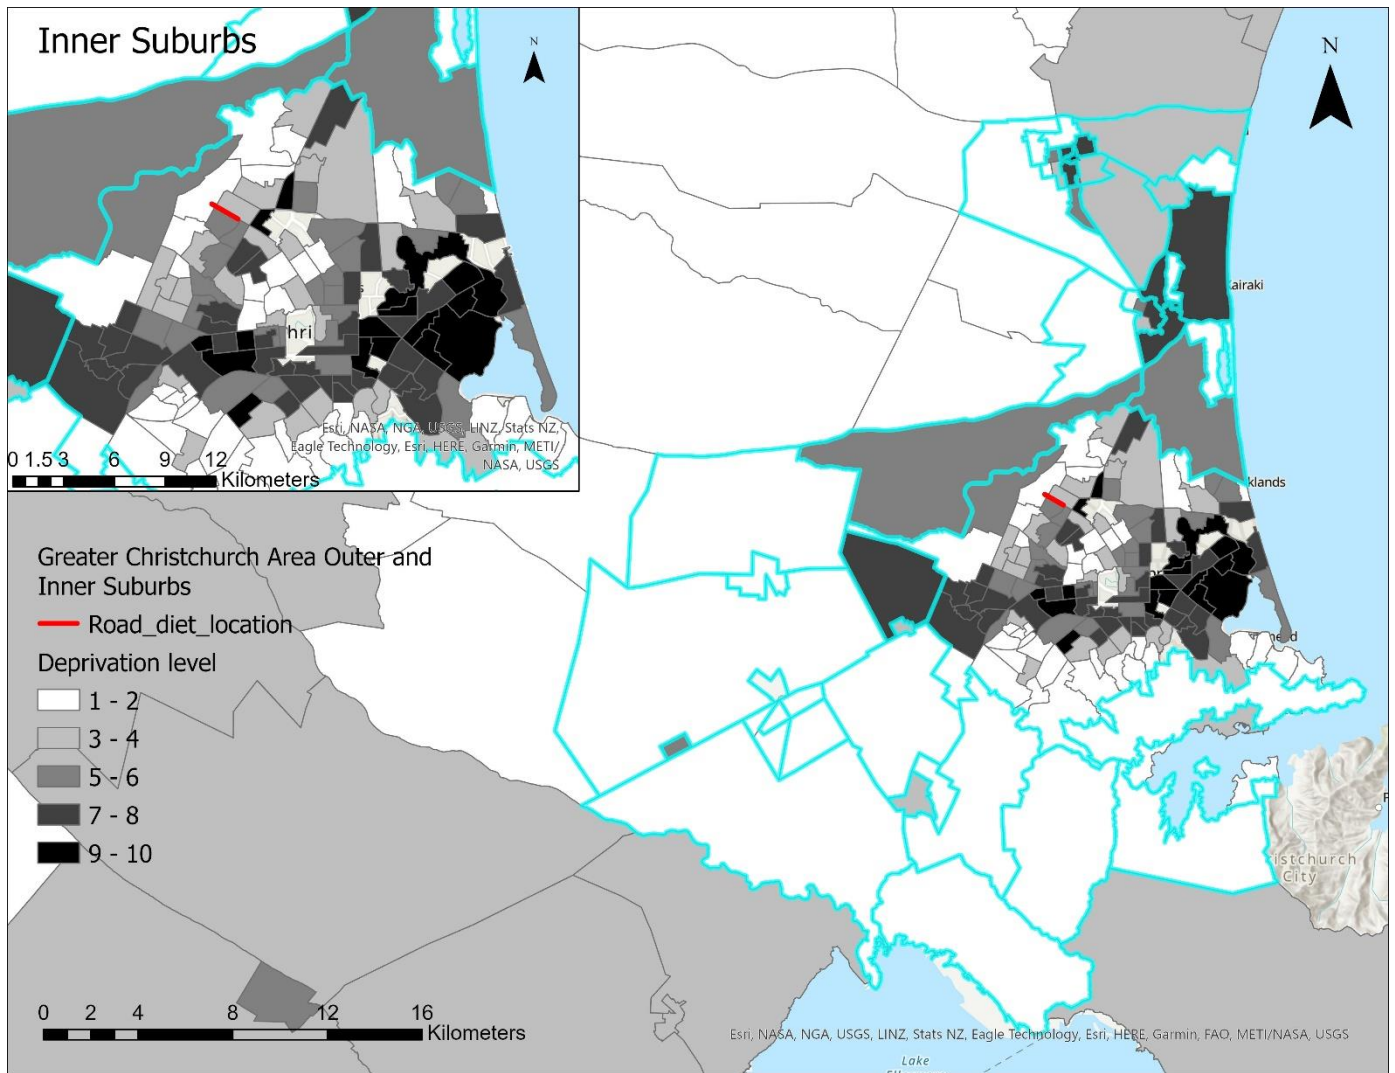 Inner Suburbs
N
N
hri
s
Esri, NASA, NGA, USGS, LINZ, Stats NZ,
Eagle Technology, Esri, HERE, Garmin, METI/
NASA, USGS
0 1.5 3 6 9 12
Kilometers
airaki
klands
Greater Christchurch Area Outer and
Inner Suburbs
Road_diet_location
Deprivation level
1 - 2
3 - 4
5 - 6
7 - 8
9 - 10
istchurch
City
0 2 4 8 12 16
Kilometers
Esri, NASA, NGA, USGS, LINZ, Stats NZ, Eagle Technology, Esri, HERE, Garmin, FAO, METI/NASA, USGS
Lake